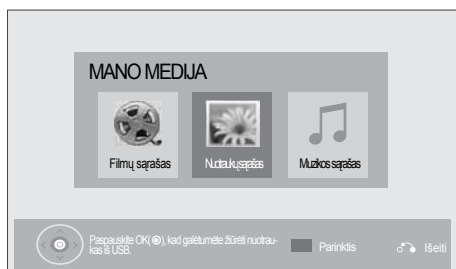 MANO MEDIJA
Filmų sąrašas
Nuotraukų sąrašas
Muzikos sąrašas
Paspauskite OK(◉), kad galėtumėte žiūrėti nuotrau-
kas iš USB.
Parinktis
Išeiti